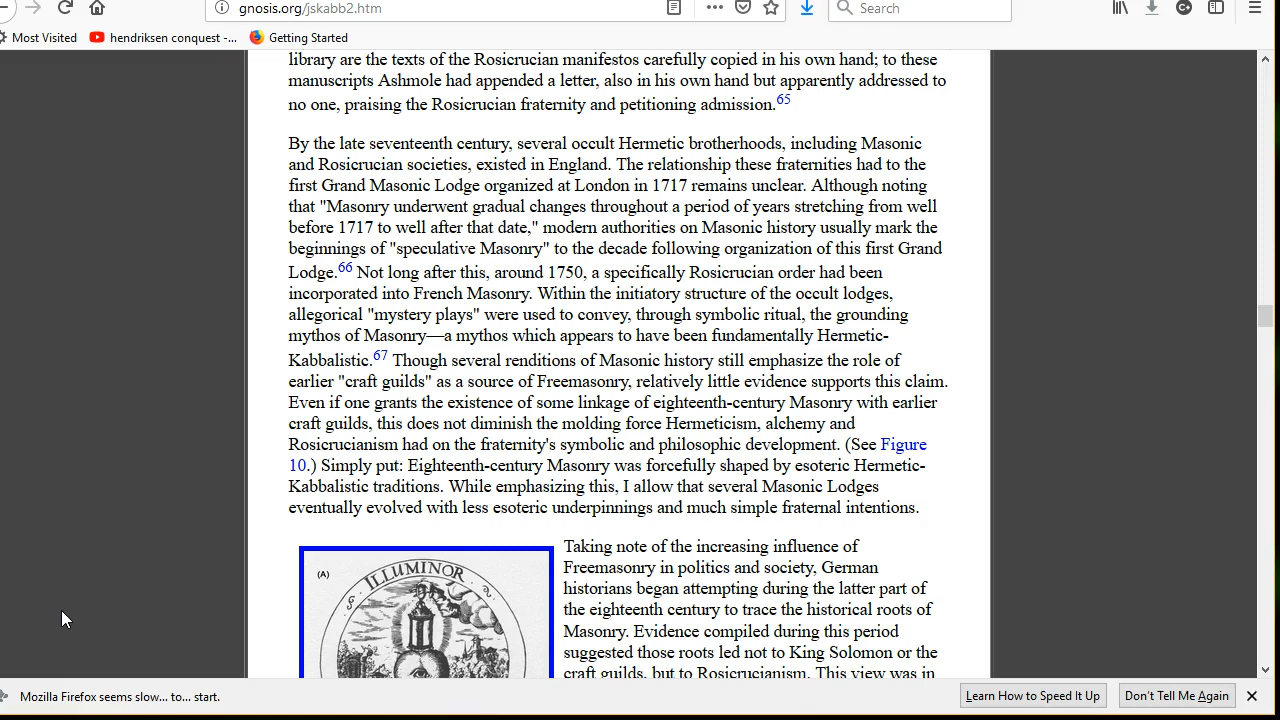 gnosis.org/jskabb2.htm
Search
Most Visited
hendriksen conquest -...
Getting Started
library are the texts of the Rosicrucian manifestos carefully copied in his own hand; to these
manuscripts Ashmole had appended a letter, also in his own hand but apparently addressed to
no one, praising the Rosicrucian fraternity and petitioning admission.65
By the late seventeenth century, several occult Hermetic brotherhoods, including Masonic
and Rosicrucian societies, existed in England. The relationship these fraternities had to the
first Grand Masonic Lodge organized at London in 1717 remains unclear. Although noting
that "Masonry underwent gradual changes throughout a period of years stretching from well
before 1717 to well after that date," modern authorities on Masonic history usually mark the
beginnings of "speculative Masonry" to the decade following organization of this first Grand
Lodge.66 Not long after this, around 1750, a specifically Rosicrucian order had been
incorporated into French Masonry. Within the initiatory structure of the occult lodges,
allegorical "mystery plays" were used to convey, through symbolic ritual, the grounding
mythos of Masonry—a mythos which appears to have been fundamentally Hermetic-
Kabbalistic.67 Though several renditions of Masonic history still emphasize the role of
earlier "craft guilds" as a source of Freemasonry, relatively little evidence supports this claim.
Even if one grants the existence of some linkage of eighteenth-century Masonry with earlier
craft guilds, this does not diminish the molding force Hermeticism, alchemy and
Rosicrucianism had on the fraternity's symbolic and philosophic development. (See Figure
10.) Simply put: Eighteenth-century Masonry was forcefully shaped by esoteric Hermetic-
Kabbalistic traditions. While emphasizing this, I allow that several Masonic Lodges
eventually evolved with less esoteric underpinnings and much simple fraternal intentions.
(A)
ILLUMINOR
Taking note of the increasing influence of
Freemasonry in politics and society, German
historians began attempting during the latter part of
the eighteenth century to trace the historical roots of
Masonry. Evidence compiled during this period
suggested those roots led not to King Solomon or the
craft guilds, but to Rosicrucianism. This view was in
Mozilla Firefox seems slow... to... start.
Learn How to Speed It Up
Don't Tell Me Again